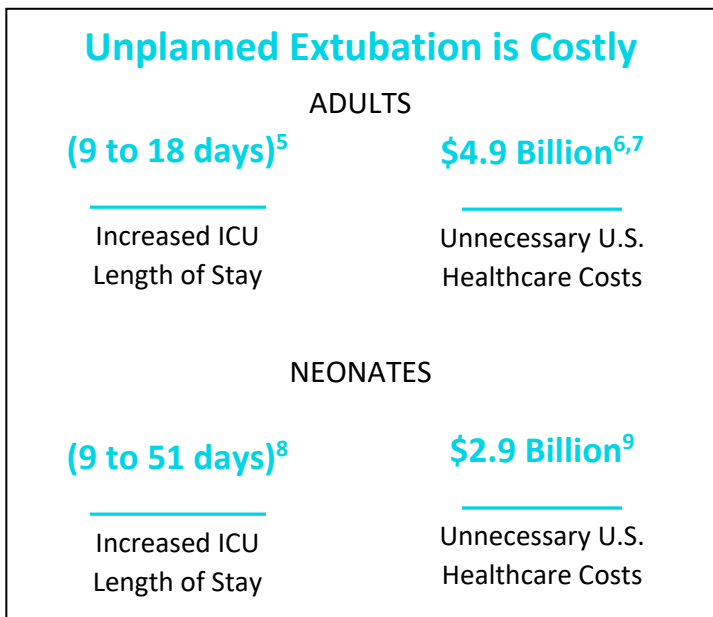 Unplanned Extubation is Costly
ADULTS
(9 to 18 days)⁵
$4.9 Billion⁶,⁷
Increased ICU
Length of Stay
Unnecessary U.S.
Healthcare Costs
NEONATES
(9 to 51 days)⁸
$2.9 Billion⁹
Increased ICU
Length of Stay
Unnecessary U.S.
Healthcare Costs